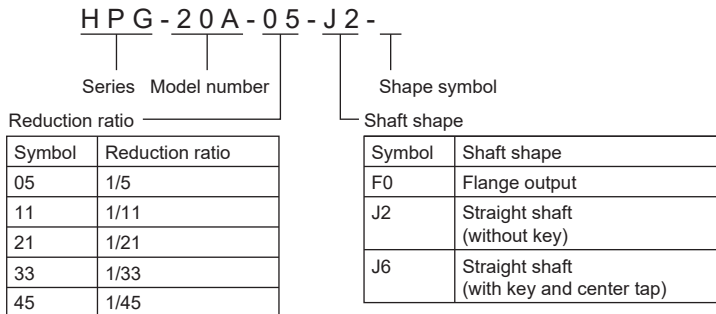 HPG-20A-05-J2-
Series Model number Shape symbol
Reduction ratio
Symbol Reduction ratio
05 1/5
11 1/11
21 1/21
33 1/33
45 1/45
Shaft shape
Symbol Shaft shape
F0 Flange output
J2 Straight shaft
(without key)
J6 Straight shaft
(with key and center tap)